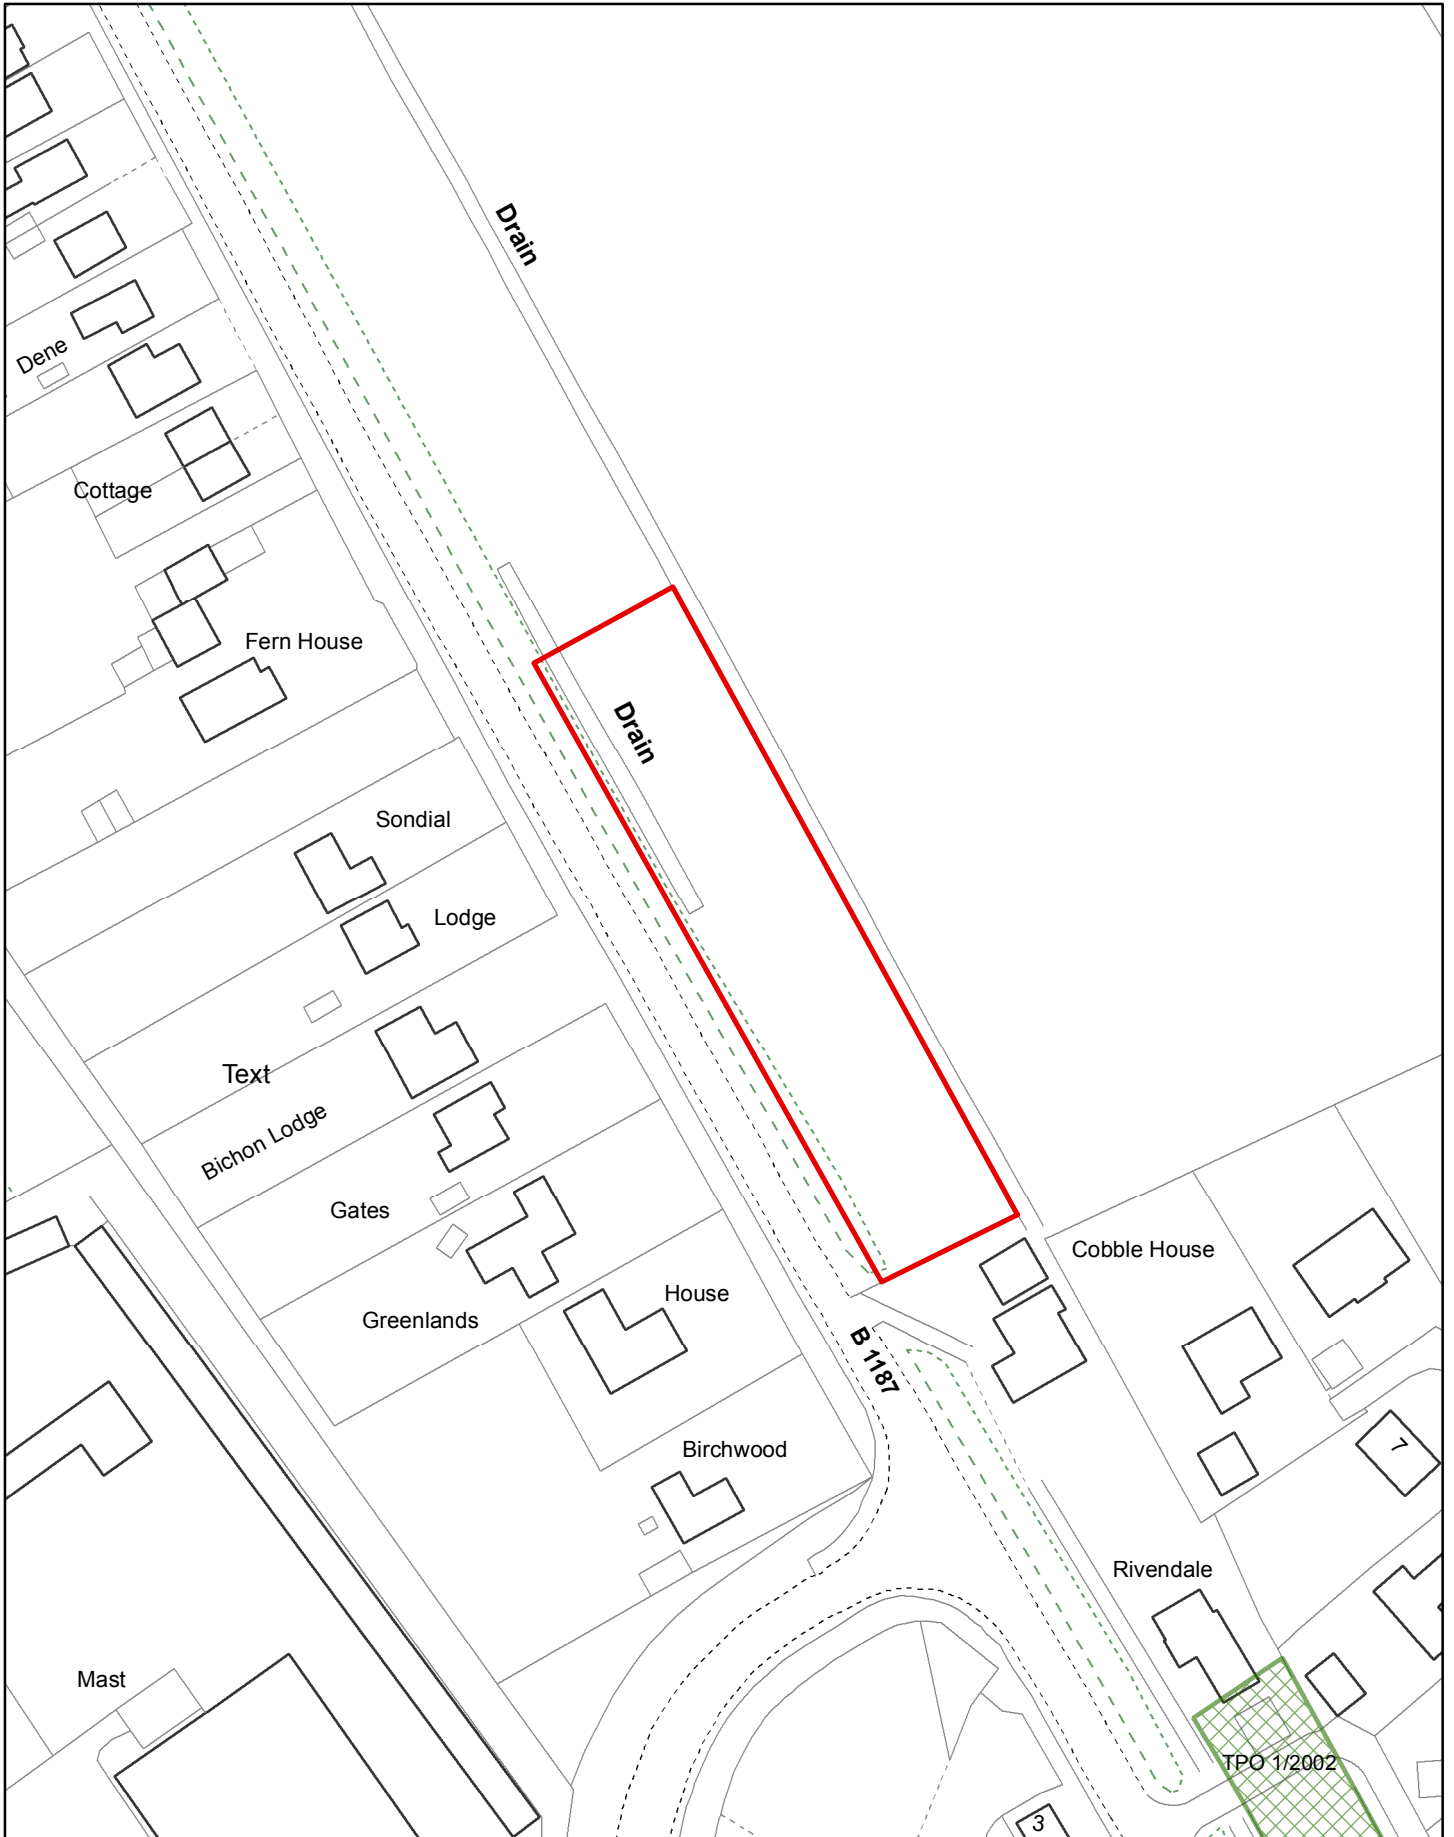 Drain
Dene
Cottage
Fern House
Drain
Sondial
Lodge
Text
Bichon Lodge
Gates
Cobble House
House
Greenlands
B 1187
Birchwood
7
Rivendale
Mast
TPO 1/2002
3